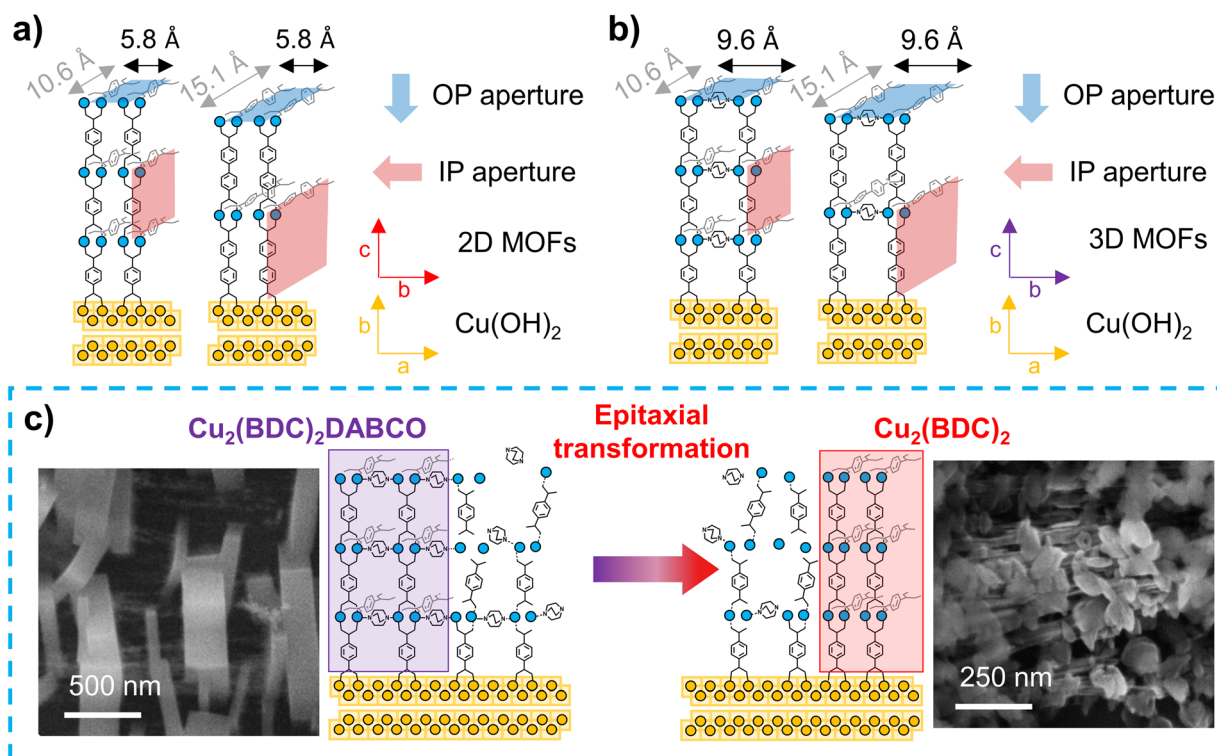 a)
10.6 Å
5.8 Å
15.1 Å
5.8 Å
OP aperture
IP aperture
2D MOFs
c
b
Cu(OH)2
b
a
b)
10.6 Å
9.6 Å
15.1 Å
9.6 Å
OP aperture
IP aperture
3D MOFs
c
b
Cu(OH)2
b
a
c)
Cu2(BDC)2DABCO
Epitaxial
transformation
Cu2(BDC)2
500 nm
250 nm